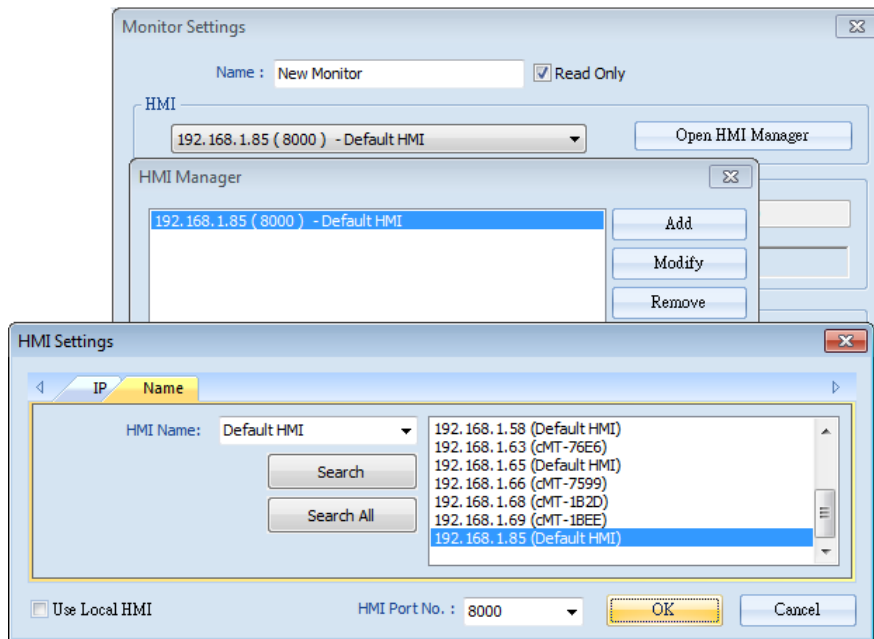 Monitor Settings
Name : New Monitor Read Only
HMI
192.168.1.85 ( 8000 ) - Default HMI Open HMI Manager
HMI Manager
192.168.1.85 ( 8000 ) - Default HMI
Add
Modify
Remove
HMI Settings
IP Name
HMI Name: Default HMI
Search
Search All
192.168.1.58 (Default HMI)
192.168.1.63 (cMT-76E6)
192.168.1.65 (Default HMI)
192.168.1.66 (cMT-7599)
192.168.1.68 (cMT-1B2D)
192.168.1.69 (cMT-1BEE)
192.168.1.85 (Default HMI)
Use Local HMI HMI Port No. : 8000 OK Cancel